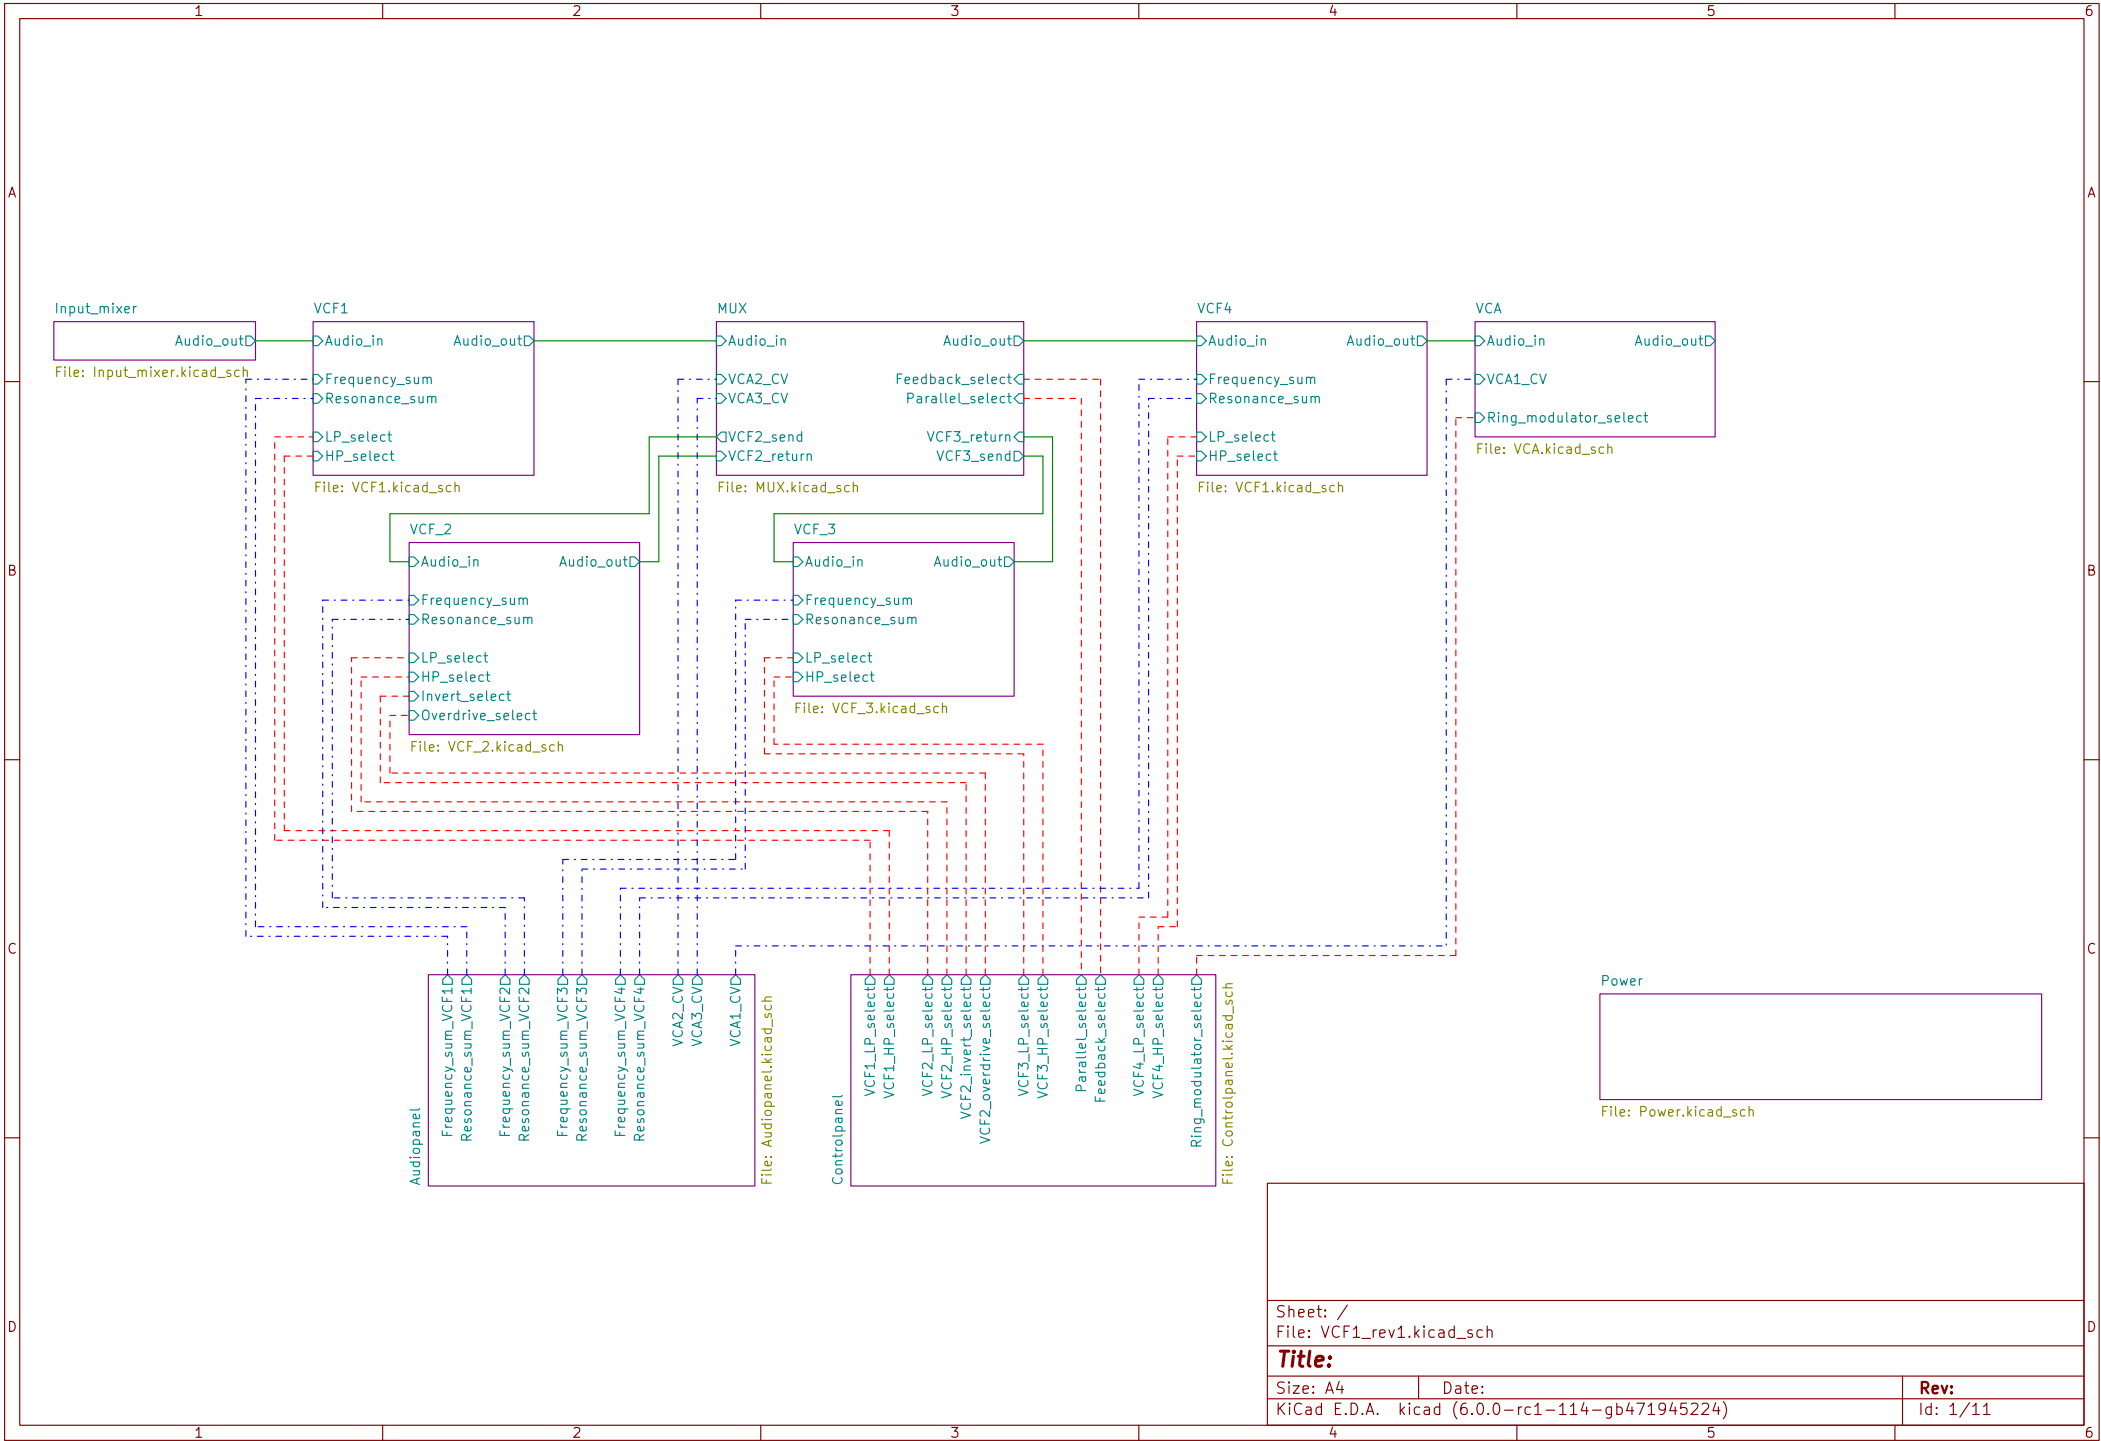 1 2 3 4 5 6
A A
Input_mixer
Audio_out
File: Input_mixer.kicad_sch
VCF1
Audio_in Audio_out
Frequency_sum
Resonance_sum
LP_select
HP_select
File: VCF1.kicad_sch
MUX
Audio_in Audio_out
VCA2_CV Feedback_select
VCA3_CV Parallel_select
VCF2_send VCF3_return
VCF2_return VCF3_send
File: MUX.kicad_sch
VCF4
Audio_in Audio_out
Frequency_sum
Resonance_sum
LP_select
HP_select
File: VCF1.kicad_sch
VCA
Audio_in Audio_out
VCA1_CV
Ring_modulator_select
File: VCA.kicad_sch
B B
VCF_2
Audio_in Audio_out
Frequency_sum
Resonance_sum
LP_select
HP_select
Invert_select
Overdrive_select
File: VCF_2.kicad_sch
VCF_3
Audio_in Audio_out
Frequency_sum
Resonance_sum
LP_select
HP_select
File: VCF_3.kicad_sch
C C
Audiopanel
Frequency_sum_VCF1
Resonance_sum_VCF1
Frequency_sum_VCF2
Resonance_sum_VCF2
Frequency_sum_VCF3
Resonance_sum_VCF3
Frequency_sum_VCF4
Resonance_sum_VCF4
VCA2_CV
VCA3_CV
VCA1_CV
File: Audiopanel.kicad_sch
Controlpanel
VCF1_LP_select
VCF1_HP_select
VCF2_LP_select
VCF2_HP_select
VCF2_invert_select
VCF2_overdrive_select
VCF3_LP_select
VCF3_HP_select
Parallel_select
Feedback_select
VCF4_LP_select
VCF4_HP_select
Ring_modulator_select
File: Controlpanel.kicad_sch
Power
File: Power.kicad_sch
D D
Sheet: /
File: VCF1_rev1.kicad_sch
Title:
Size: A4 Date: Rev:
KiCad E.D.A. kicad (6.0.0-rc1-114-gb471945224) Id: 1/11
1 2 3 4 5 6